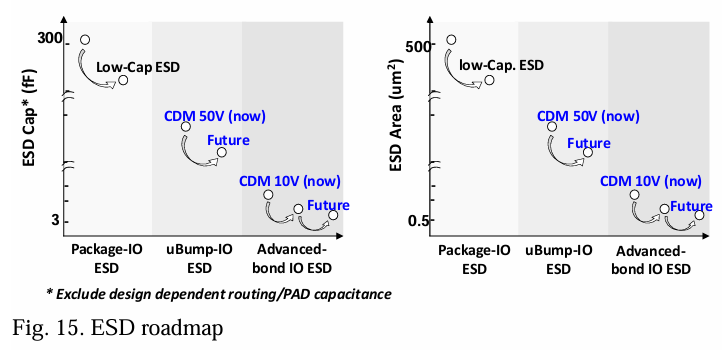 300
Low-Cap ESD
CDM 50V (now)
Future
CDM 10V (now)
Future
3
ESD Cap* (fF)
Package-IO
ESD
uBump-IO
ESD
Advanced-
bond IO ESD
500
low-Cap. ESD
CDM 50V (now)
Future
CDM 10V (now)
Future
0.5
ESD Area (um²)
Package-IO
ESD
uBump-IO
ESD
Advanced-
bond IO ESD
* Exclude design dependent routing/PAD capacitance
Fig. 15. ESD roadmap